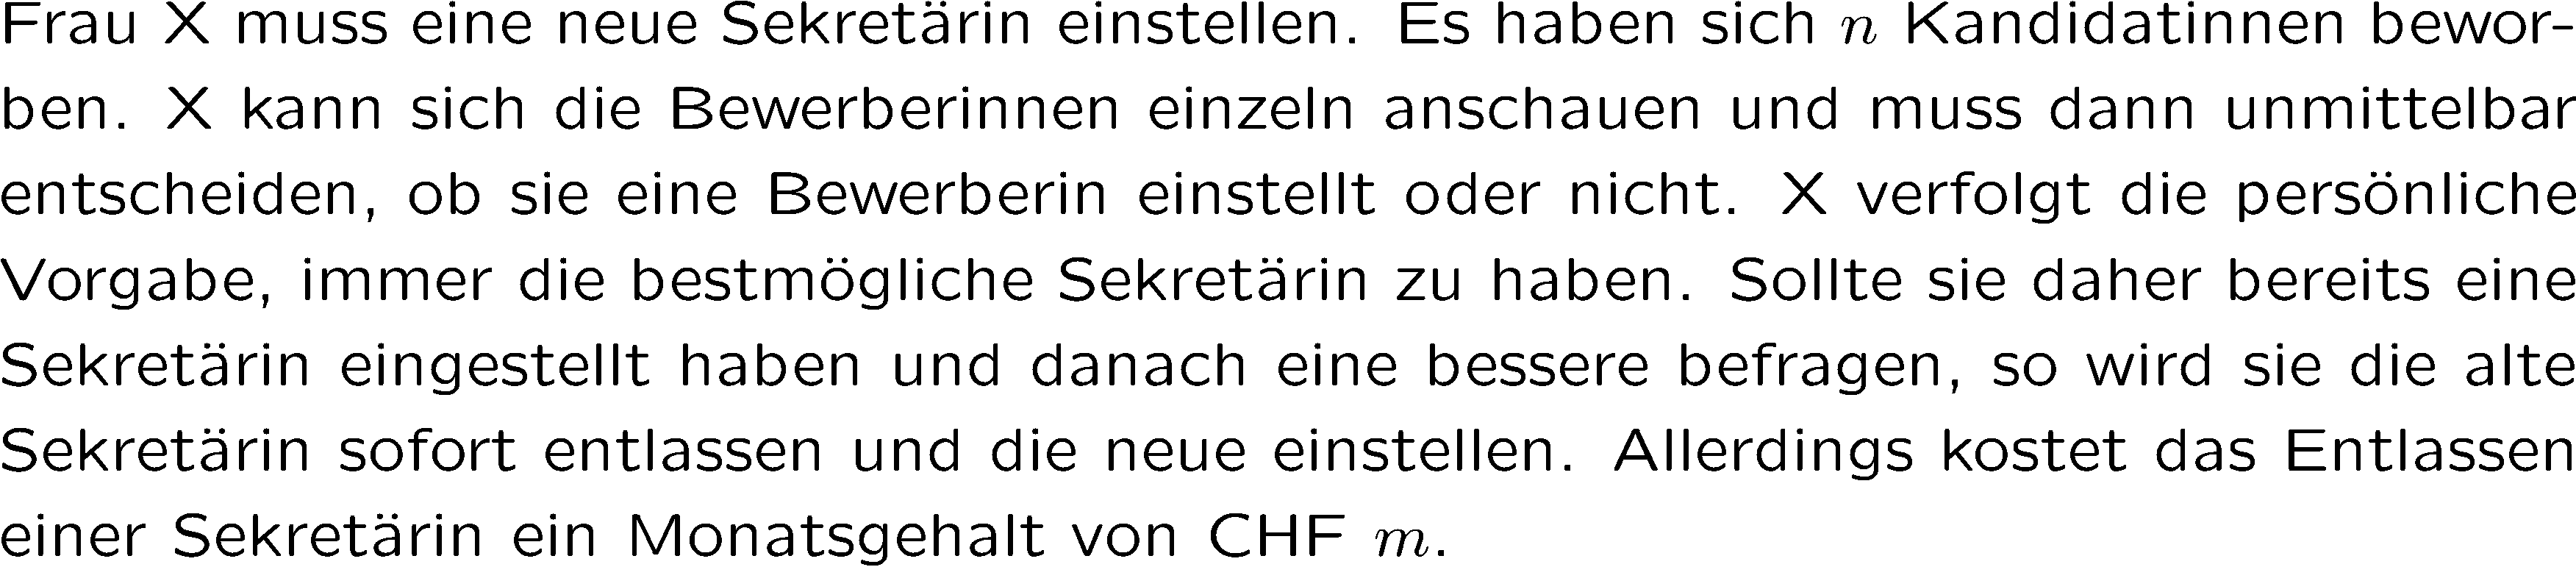 Frau X muss eine neue Sekretärin einstellen. Es haben sich n Kandidatinnen bewor-
ben. X kann sich die Bewerberinnen einzeln anschauen und muss dann unmittelbar
entscheiden, ob sie eine Bewerberin einstellt oder nicht. X verfolgt die persönliche
Vorgabe, immer die bestmögliche Sekretärin zu haben. Sollte sie daher bereits eine
Sekretärin eingestellt haben und danach eine bessere befragen, so wird sie die alte
Sekretärin sofort entlassen und die neue einstellen. Allerdings kostet das Entlassen
einer Sekretärin ein Monatsgehalt von CHF m.